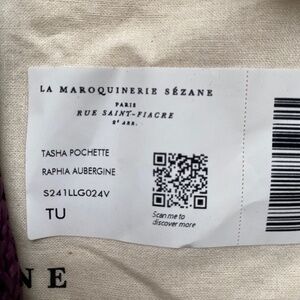 LA MAROQUINERIE SÉZANE
PARIS
RUE SAINT-FIACRE
2ᵉ ARR.
TASHA POCHETTE
RAPHIA AUBERGINE
S241LLG024V
TU
Scan me to
discover more
NE